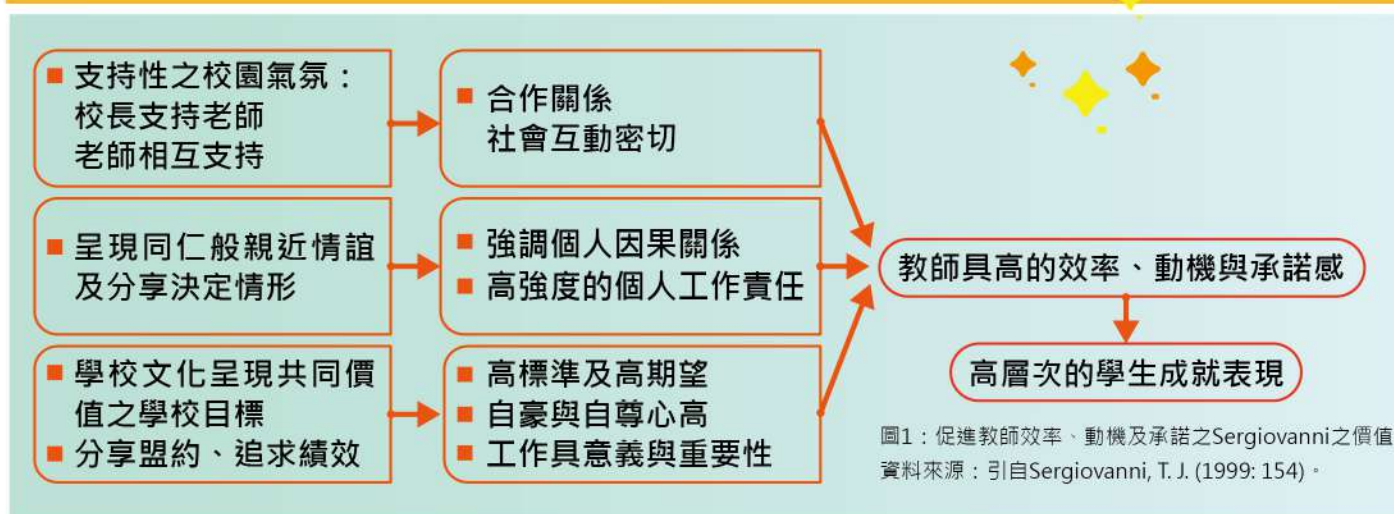 ■ 支持性之校園氣氛：
校長支持老師
老師相互支持
■ 合作關係
社會互動密切
■ 呈現同仁般親近情誼
及分享決定情形
■ 強調個人因果關係
■ 高強度的個人工作責任
■ 學校文化呈現共同價
值之學校目標
■ 分享盟約、追求績效
■ 高標準及高期望
■ 自豪與自尊心高
■ 工作具意義與重要性
教師具高的效率、動機與承諾感
高層次的學生成就表現
圖1：促進教師效率、動機及承諾之Sergiovanni之價值
資料來源：引自Sergiovanni, T. J. (1999: 154)。